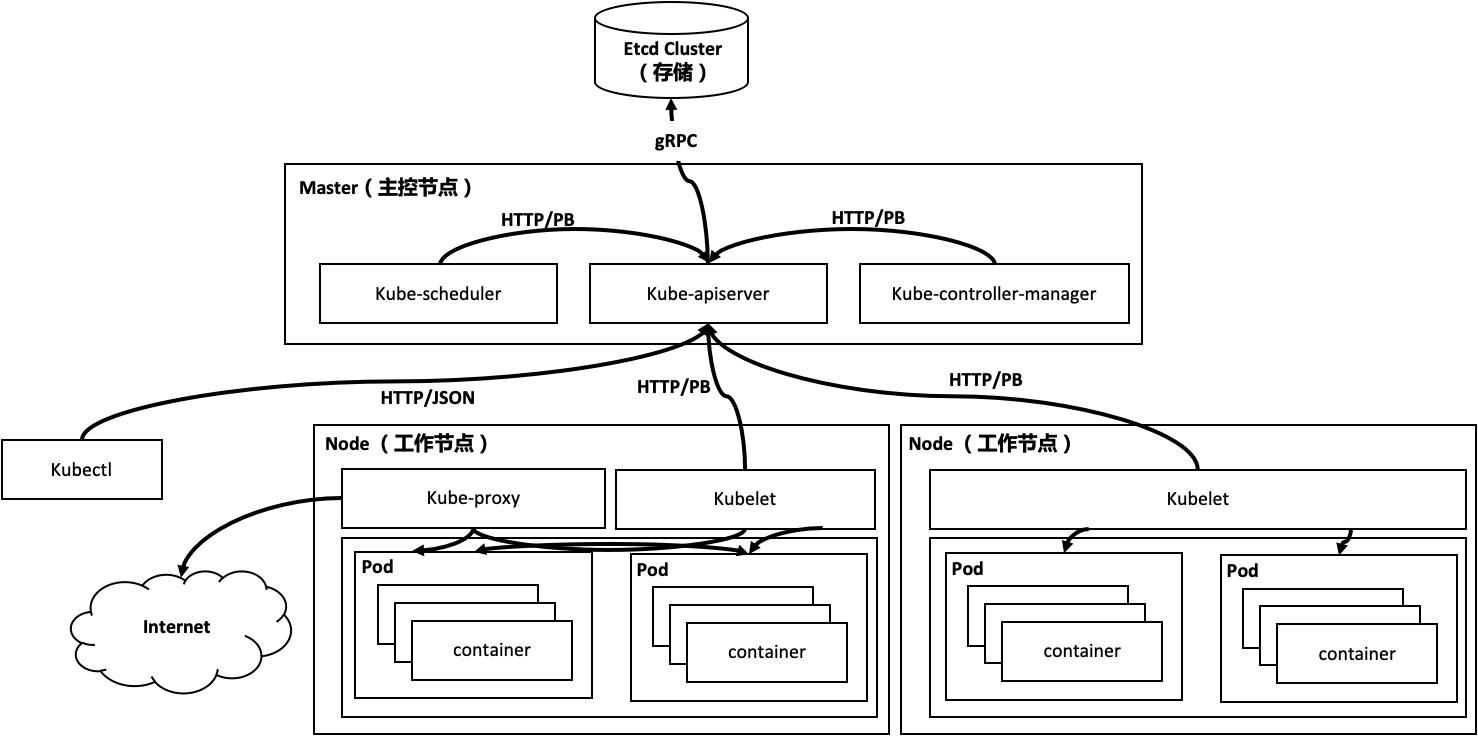 Etcd Cluster
（存储）
gRPC
Master（主控节点）
HTTP/PB
HTTP/PB
Kube-scheduler
Kube-apiserver
Kube-controller-manager
HTTP/JSON
HTTP/PB
HTTP/PB
Kubectl
Node （工作节点）
Kube-proxy
Kubelet
Pod
container
Pod
container
Node （工作节点）
Kubelet
Pod
container
Pod
container
Internet